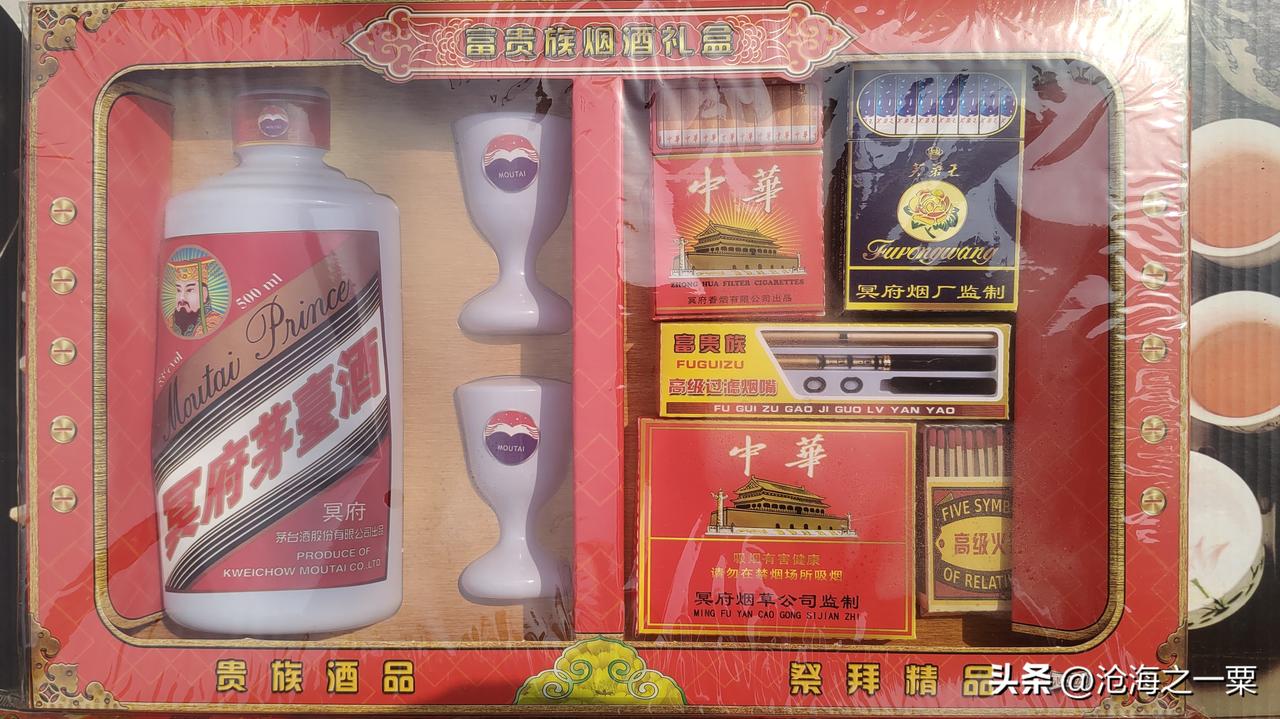 富贵族烟酒礼盒
MOUTAI
500 ml
Moutai Prince
冥府茅臺酒
冥府
茅台酒股份有限公司出品
PRODUCE OF
KWEICHOW MOUTAI CO.LTD
MOUTAI
MOUTAI
中華
ZHONG HUA FILTER CIGARETTES
冥府香烟有限公司出品
芙蓉王
Furongwang
冥府烟厂监制
富贵族
FUGUIZU
高级过滤烟嘴
FU GUI ZU GAO JI GUO LV YAN YAO
中華
吸烟有害健康
请勿在禁烟场所吸烟
冥府烟草公司监制
MING FU YAN CAO GONG SIJIAN ZHI
FIVE SYMB
高级火
OF RELATI
贵族酒品
祭拜精品
头条 @沧海之一粟